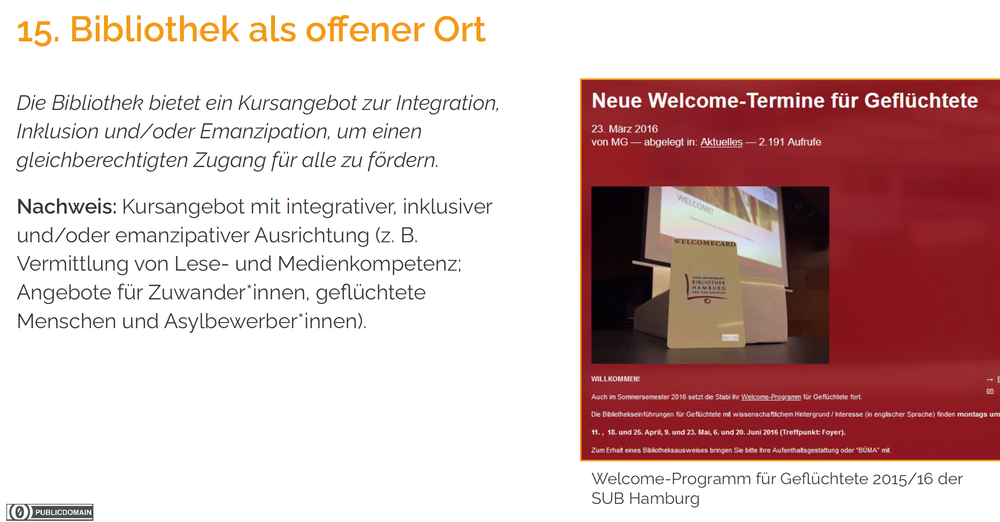 15. Bibliothek als offener Ort
Die Bibliothek bietet ein Kursangebot zur Integration,
Inklusion und/oder Emanzipation, um einen
gleichberechtigten Zugang für alle zu fördern.
Nachweis: Kursangebot mit integrativer, inklusiver
und/oder emanzipativer Ausrichtung (z. B.
Vermittlung von Lese- und Medienkompetenz;
Angebote für Zuwander*innen, geflüchtete
Menschen und Asylbewerber*innen).
Neue Welcome-Termine für Geflüchtete
23. März 2016
von MG — abgelegt in: Aktuelles — 2.191 Aufrufe
WELCOME!
WELCOMECARD
STAATS- UND UNIVERSITÄTS
BIBLIOTHEK
HAMBURG
CARL VON OSSIETZKY
WILLKOMMEN!
→
on
Auch im Sommersemester 2016 setzt die Stabi ihr Welcome-Programm für Geflüchtete fort.
Die Bibliothekseinführungen für Geflüchtete mit wissenschaftlichem Hintergrund / Interesse (in englischer Sprache) finden montags um
11. , 18. und 25. April, 9. und 23. Mai, 6. und 20. Juni 2016 (Treffpunkt: Foyer).
Zum Erhalt eines Bibliotheksausweises bringen Sie bitte Ihre Aufenthaltsgestattung oder “BÜMA” mit.
Welcome-Programm für Geflüchtete 2015/16 der
SUB Hamburg
PUBLICDOMAIN